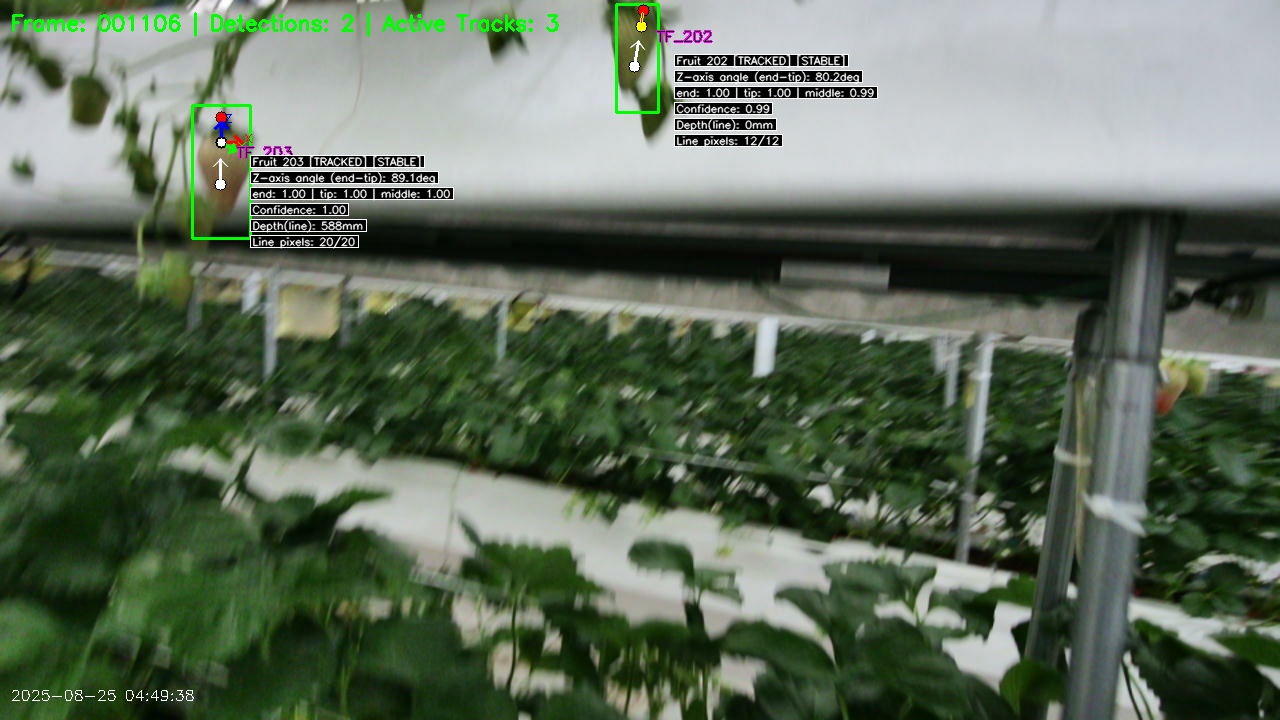 Frame: 001106 | Detections: 2 | Active Tracks: 3
TF_202
Fruit 202 [TRACKED] [STABLE]
Z-axis angle (end-tip): 80.2deg
end: 1.00 | tip: 1.00 | middle: 0.99
Confidence: 0.99
Depth(line): 0mm
Line pixels: 12/12
Z
X
TF_203
Fruit 203 [TRACKED] [STABLE]
Z-axis angle (end-tip): 89.1deg
end: 1.00 | tip: 1.00 | middle: 1.00
Confidence: 1.00
Depth(line): 588mm
Line pixels: 20/20
2025-08-25 04:49:38